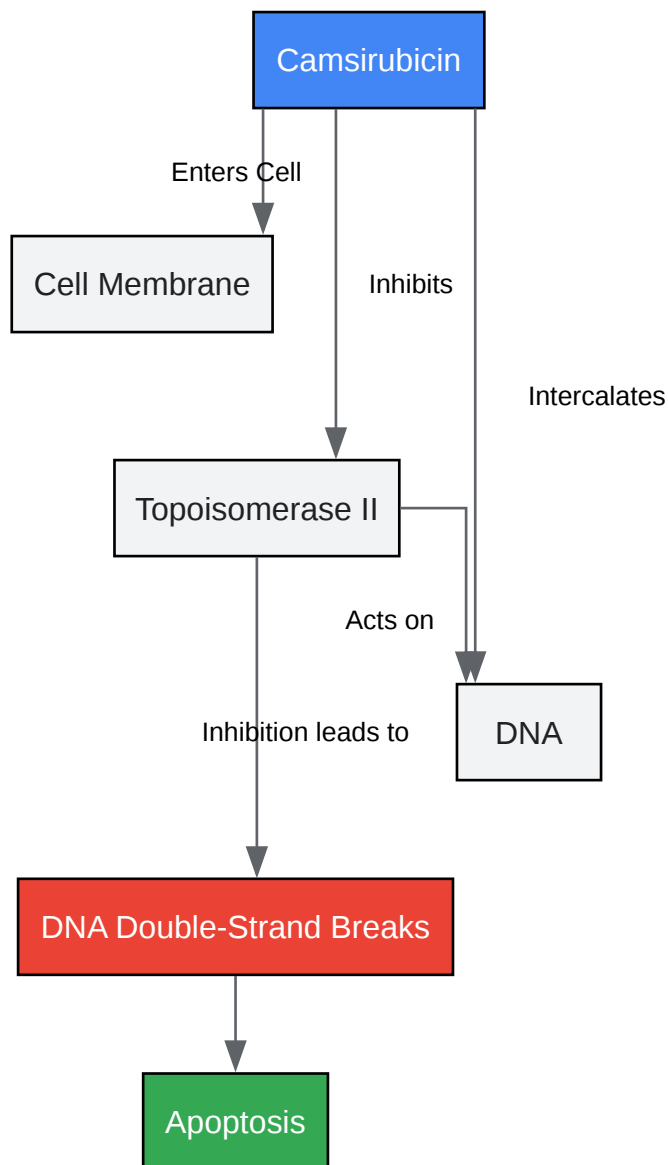 Camsirubicin
Enters Cell
Cell Membrane
Inhibits
Intercalates
Topoisomerase II
Acts on
Inhibition leads to
DNA
DNA Double-Strand Breaks
Apoptosis